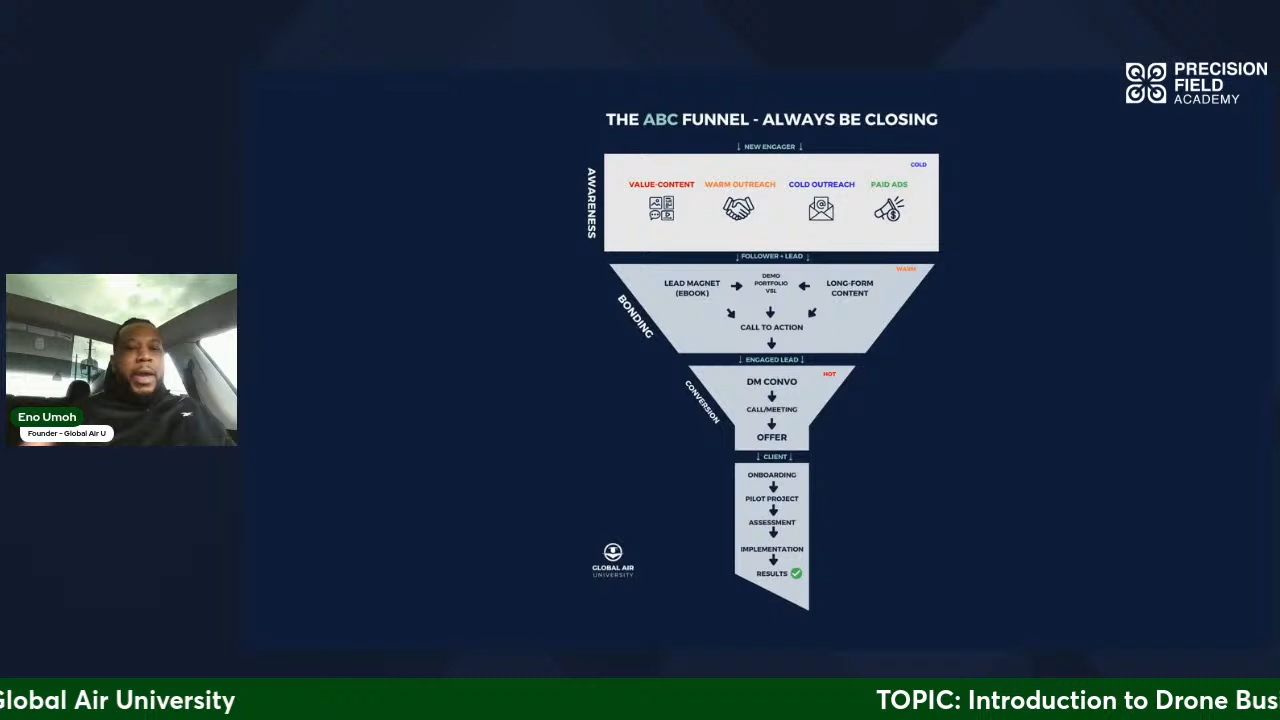 PRECISION
FIELD
ACADEMY
THE ABC FUNNEL - ALWAYS BE CLOSING
↓ NEW ENGAGER ↓
COLD
AWARENESS
VALUE-CONTENT WARM OUTREACH COLD OUTREACH PAID ADS
↓ FOLLOWER + LEAD ↓
WARM
BONDING
LEAD MAGNET
(EBOOK)
DEMO
PORTFOLIO
VSL
LONG-FORM
CONTENT
CALL TO ACTION
↓ ENGAGED LEAD ↓
HOT
CONVERSION
DM CONVO
CALL/MEETING
OFFER
↓ CLIENT ↓
ONBOARDING
PILOT PROJECT
ASSESSMENT
IMPLEMENTATION
RESULTS
GLOBAL AIR
UNIVERSITY
Eno Umoh
Founder - Global Air U
Global Air University
TOPIC: Introduction to Drone Bus